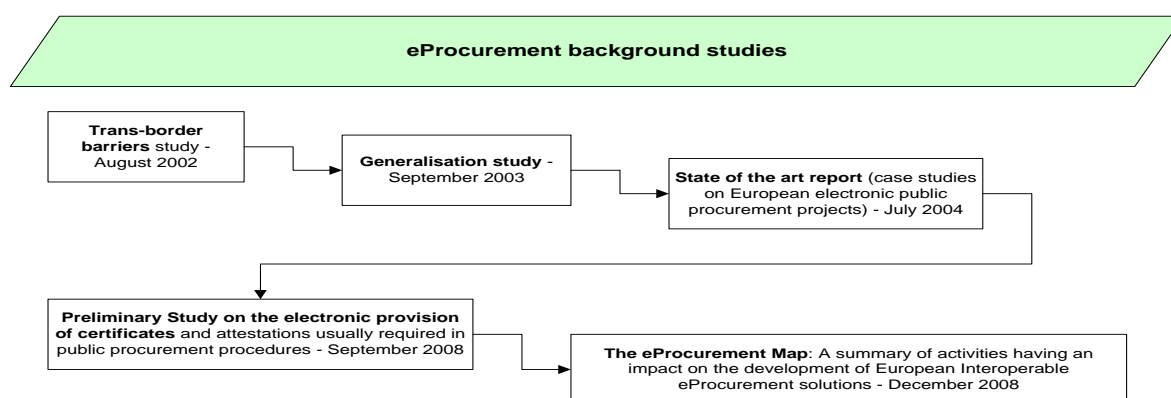 eProcurement background studies
Trans-border
barriers study -
August 2002
Generalisation study -
September 2003
State of the art report (case studies
on European electronic public
procurement projects) - July 2004
Preliminary Study on the electronic provision
of certificates and attestations usually required in
public procurement procedures - September 2008
The eProcurement Map: A summary of activities having an
impact on the development of European Interoperable
eProcurement solutions - December 2008